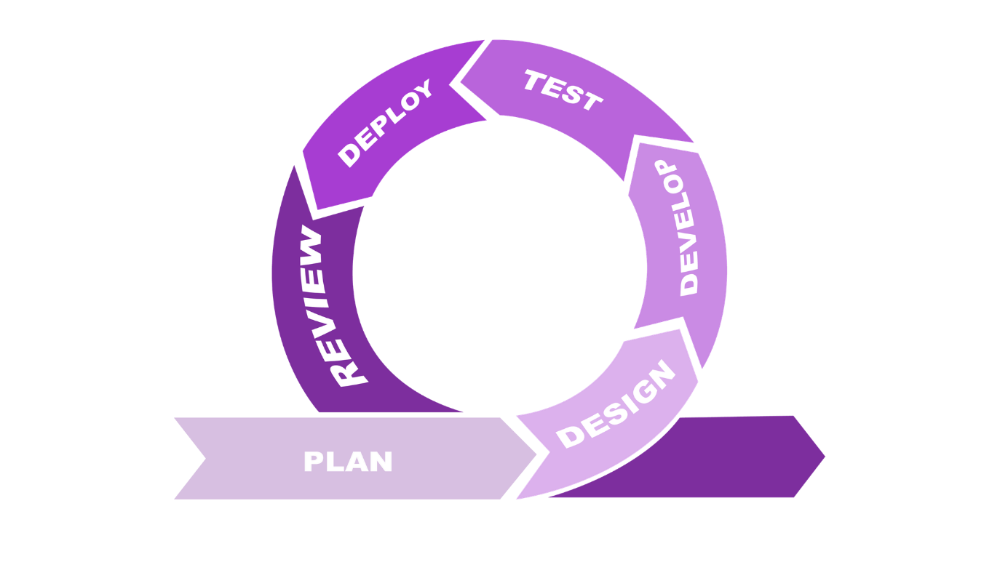 PLAN
DESIGN
DEVELOP
TEST
DEPLOY
REVIEW